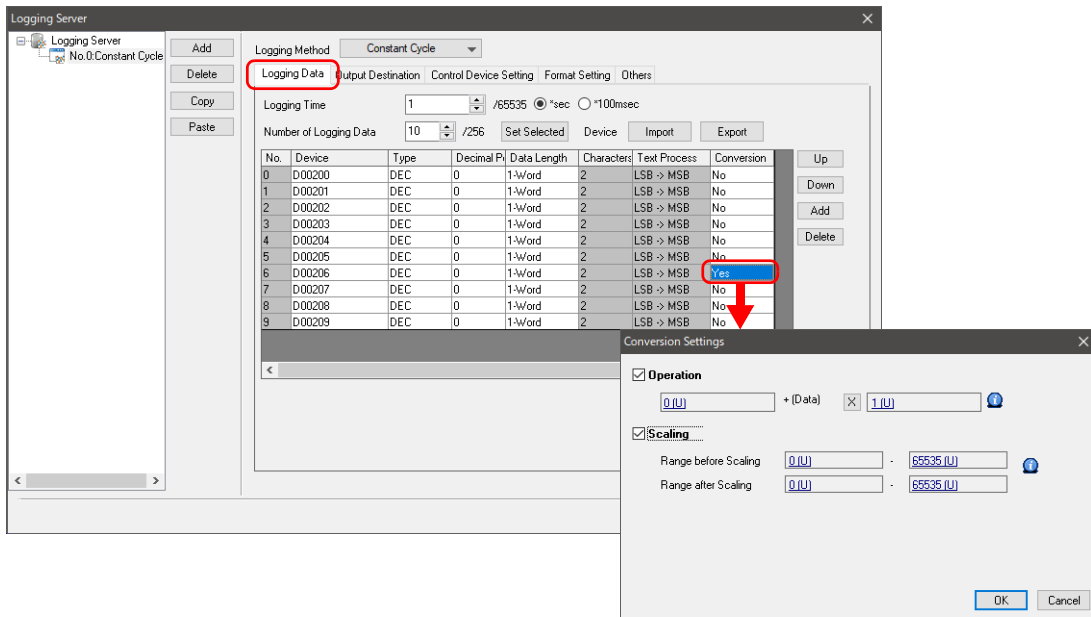 Logging Server
Logging Server
No.0:Constant Cycle
Add
Delete
Copy
Paste
Logging Method Constant Cycle
Logging Data Output Destination Control Device Setting Format Setting Others
Logging Time 1 /65535 *sec *100msec
Number of Logging Data 10 /256 Set Selected Device Import Export
No. Device Type Decimal P Data Length Characters Text Process Conversion
0 D00200 DEC 0 1-Word 2 LSB -> MSB No
1 D00201 DEC 0 1-Word 2 LSB -> MSB No
2 D00202 DEC 0 1-Word 2 LSB -> MSB No
3 D00203 DEC 0 1-Word 2 LSB -> MSB No
4 D00204 DEC 0 1-Word 2 LSB -> MSB No
5 D00205 DEC 0 1-Word 2 LSB -> MSB No
6 D00206 DEC 0 1-Word 2 LSB -> MSB Yes
7 D00207 DEC 0 1-Word 2 LSB -> MSB No
8 D00208 DEC 0 1-Word 2 LSB -> MSB No
9 D00209 DEC 0 1-Word 2 LSB -> MSB No
Up
Down
Add
Delete
Conversion Settings
Operation
0 (U) + (Data) X 1 (U)
Scaling
Range before Scaling 0 (U) - 65535 (U)
Range after Scaling 0 (U) - 65535 (U)
OK Cancel